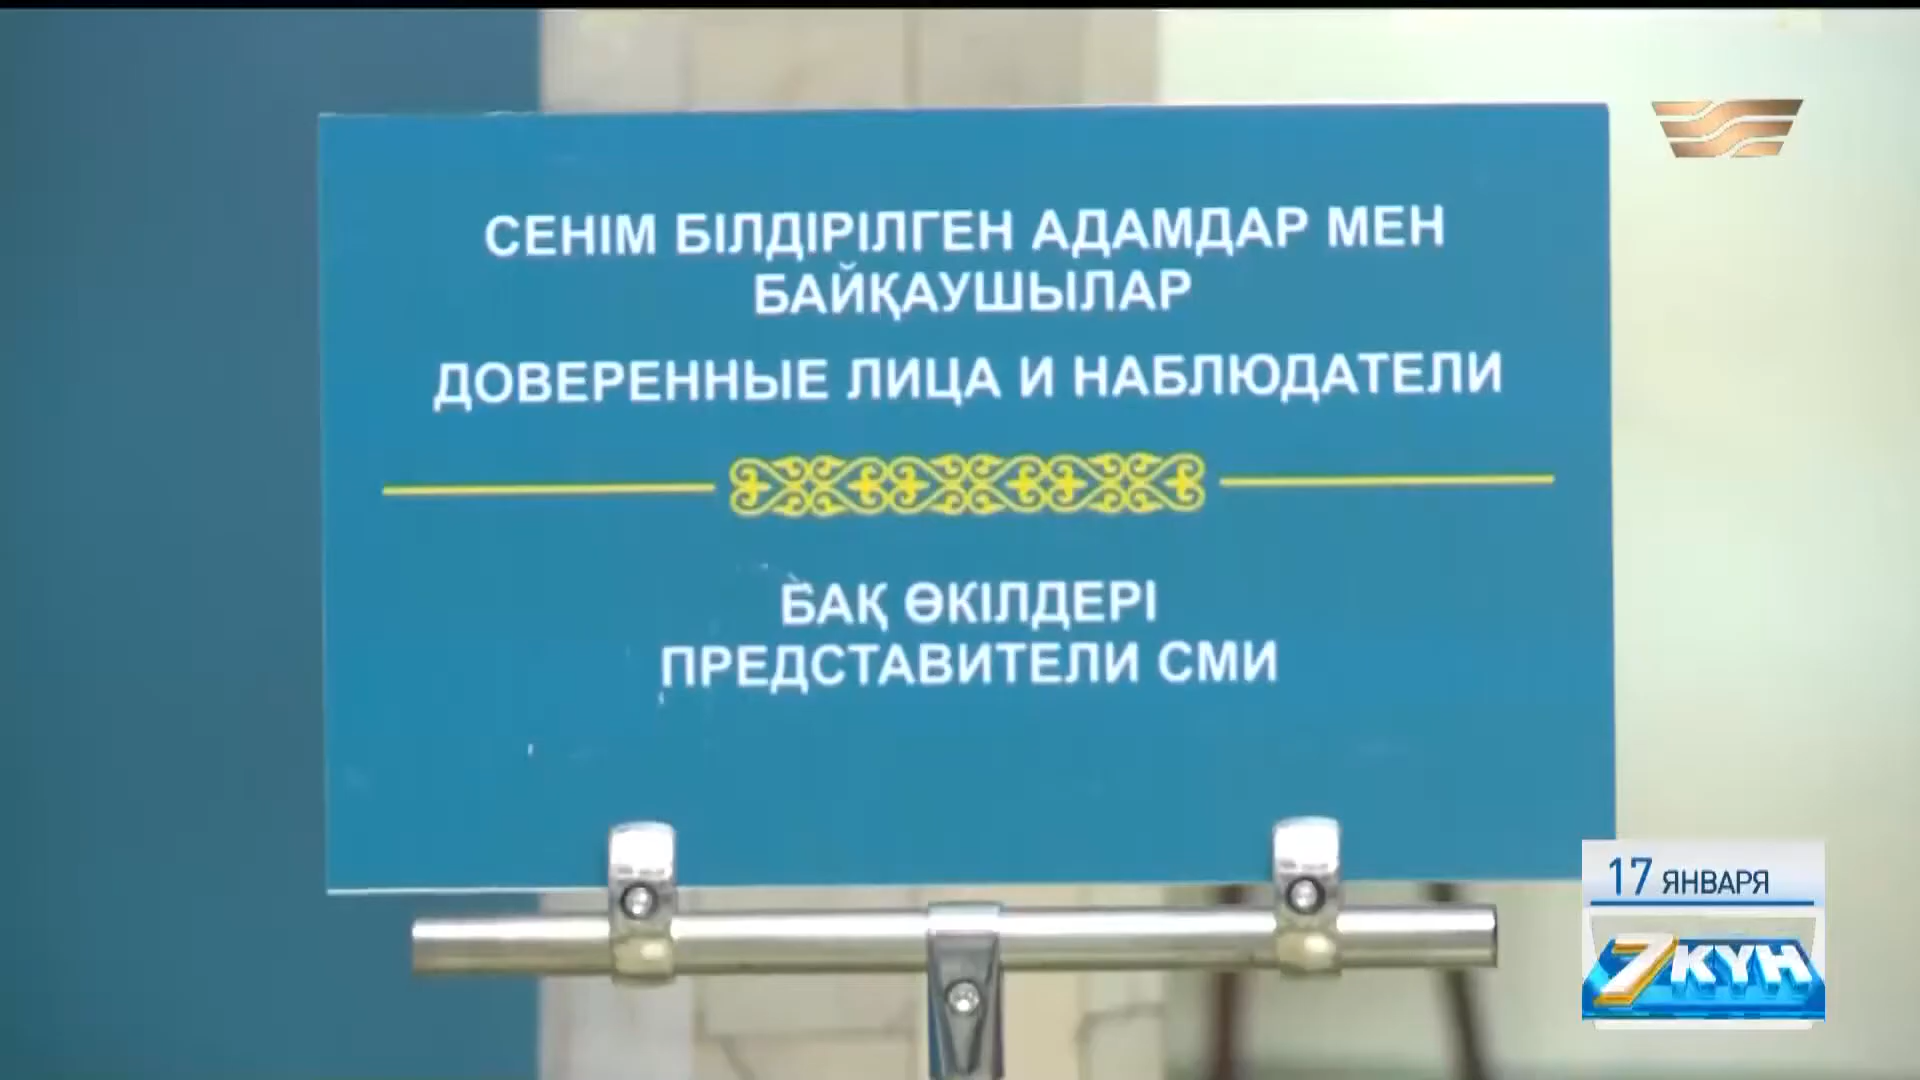 СЕНІМ БІЛДІРІЛГЕН АДАМДАР МЕН
БАЙҚАУШЫЛАР
ДОВЕРЕННЫЕ ЛИЦА И НАБЛЮДАТЕЛИ
БАҚ ӨКІЛДЕРІ
ПРЕДСТАВИТЕЛИ СМИ
17 ЯНВАРЯ
7 КҮН